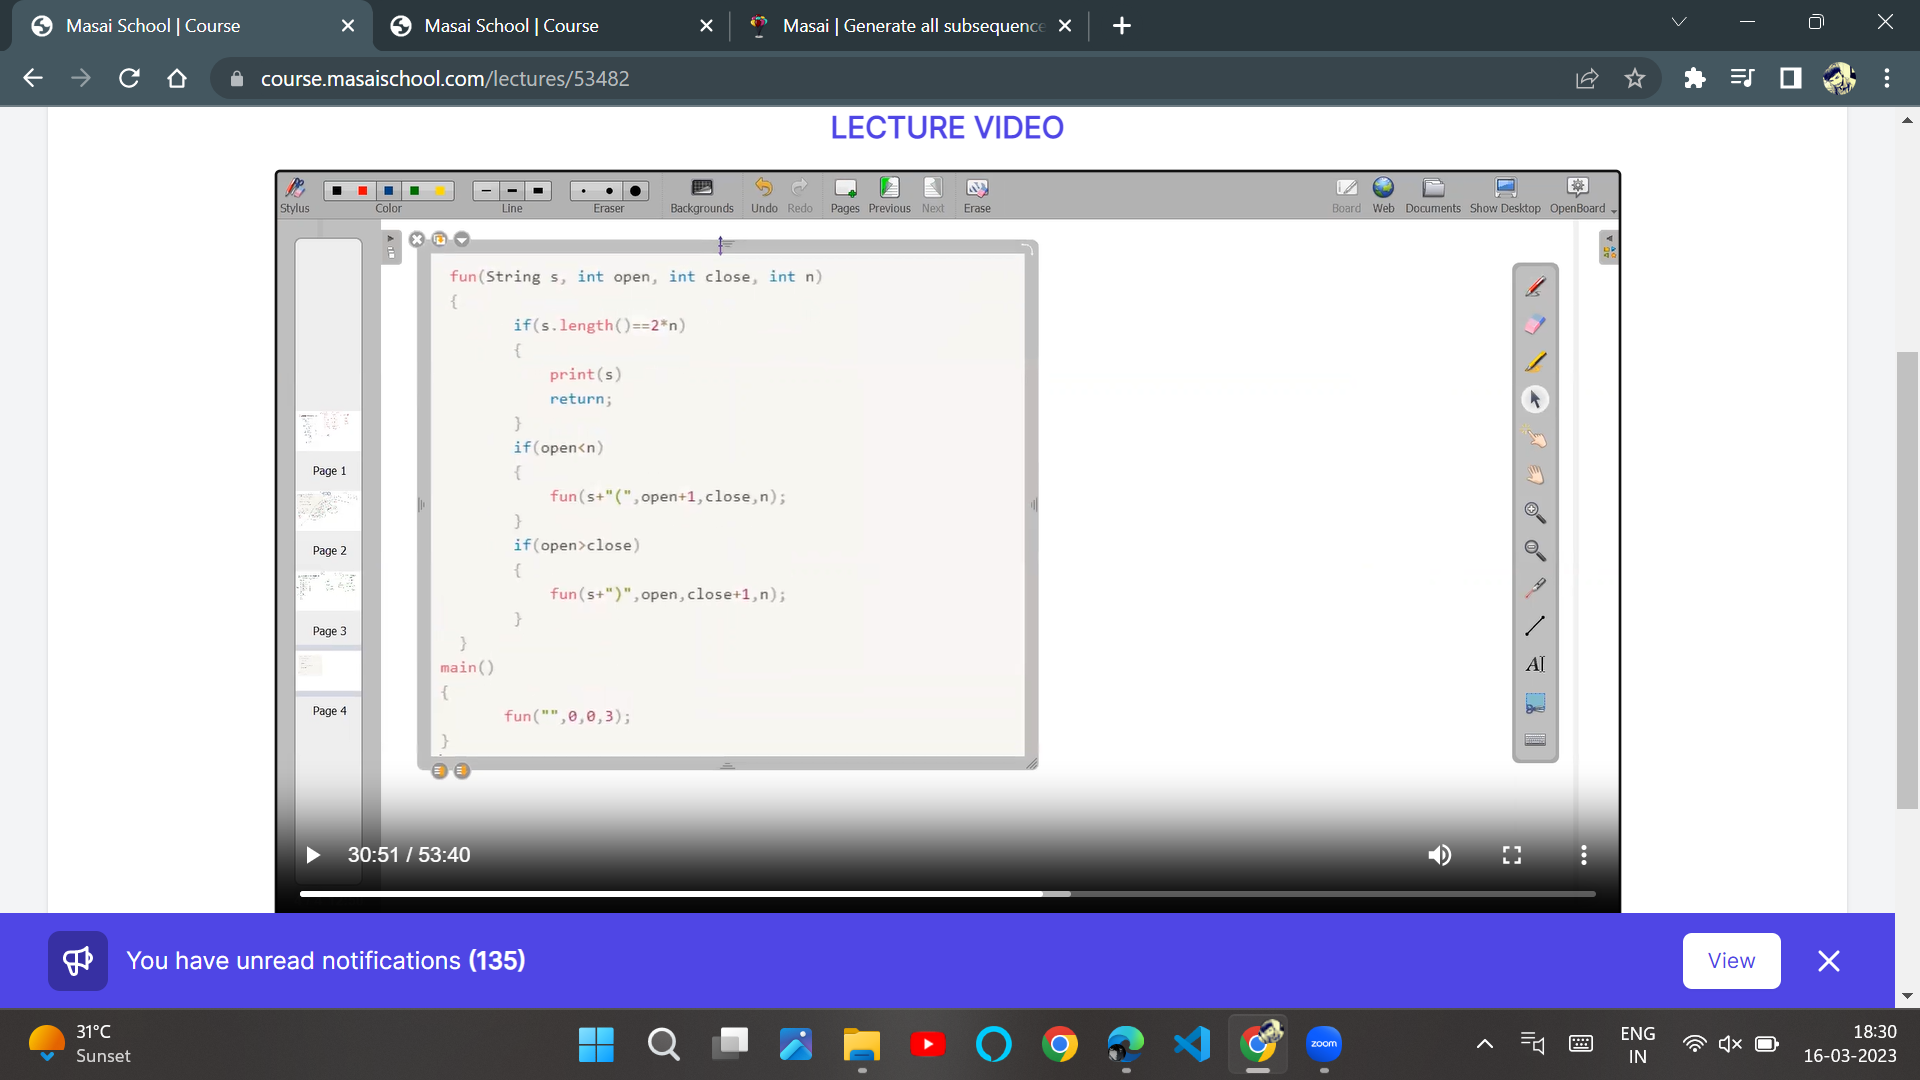 Masai School | Course
Masai School | Course
Masai | Generate all subsequence
course.masaischool.com/lectures/53482
LECTURE VIDEO
Stylus
Color
Line
Eraser
Backgrounds
Undo
Redo
Pages
Previous
Next
Erase
Board
Web
Documents
Show Desktop
OpenBoard
Page 1
Page 2
Page 3
Page 4
fun(String s, int open, int close, int n)
{
if(s.length()==2*n)
{
print(s)
return;
}
if(open<n)
{
fun(s+"(",open+1,close,n);
}
if(open>close)
{
fun(s+")",open,close+1,n);
}
}
main()
{
fun("",0,0,3);
}
30:51 / 53:40
You have unread notifications (135)
View
31°C
Sunset
zoom
ENG
IN
18:30
16-03-2023